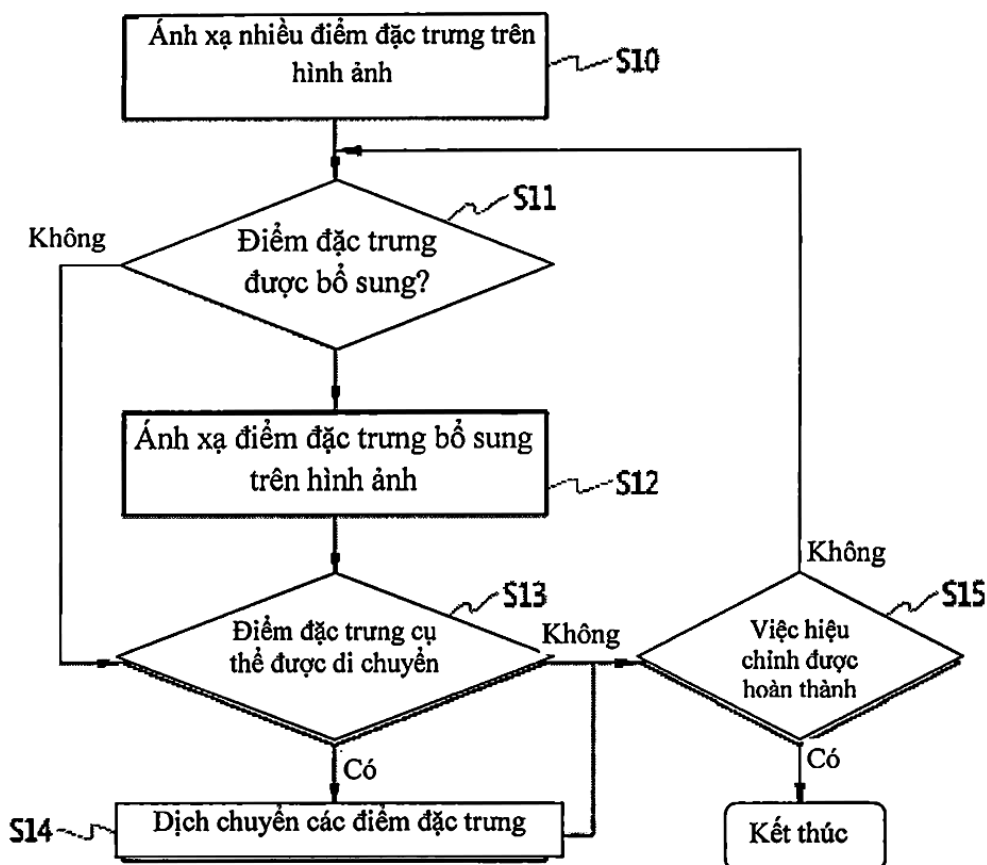 Ánh xạ nhiều điểm đặc trưng trên
hình ảnh
S10
S11
Không
Điểm đặc trưng
được bổ sung?
Ánh xạ điểm đặc trưng bổ sung
trên hình ảnh
S12
Không
S13
S15
Điểm đặc trưng cụ
thể được di chuyển
Không
Việc hiệu
chỉnh được
hoàn thành
Có
Có
S14
Dịch chuyển các điểm đặc trưng
Kết thúc